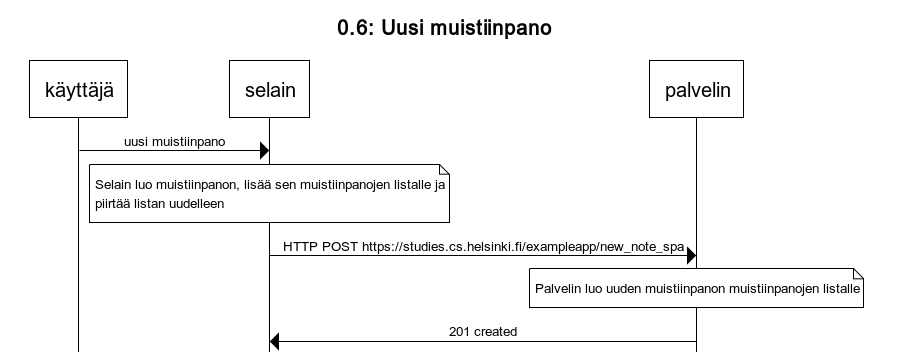 0.6: Uusi muistiinpano
käyttäjä
selain
palvelin
uusi muistiinpano
Selain luo muistiinpanon, lisää sen muistiinpanojen listalle ja
piirtää listan uudelleen
HTTP POST https://studies.cs.helsinki.fi/exampleapp/new_note_spa
Palvelin luo uuden muistiinpanon muistiinpanojen listalle
201 created